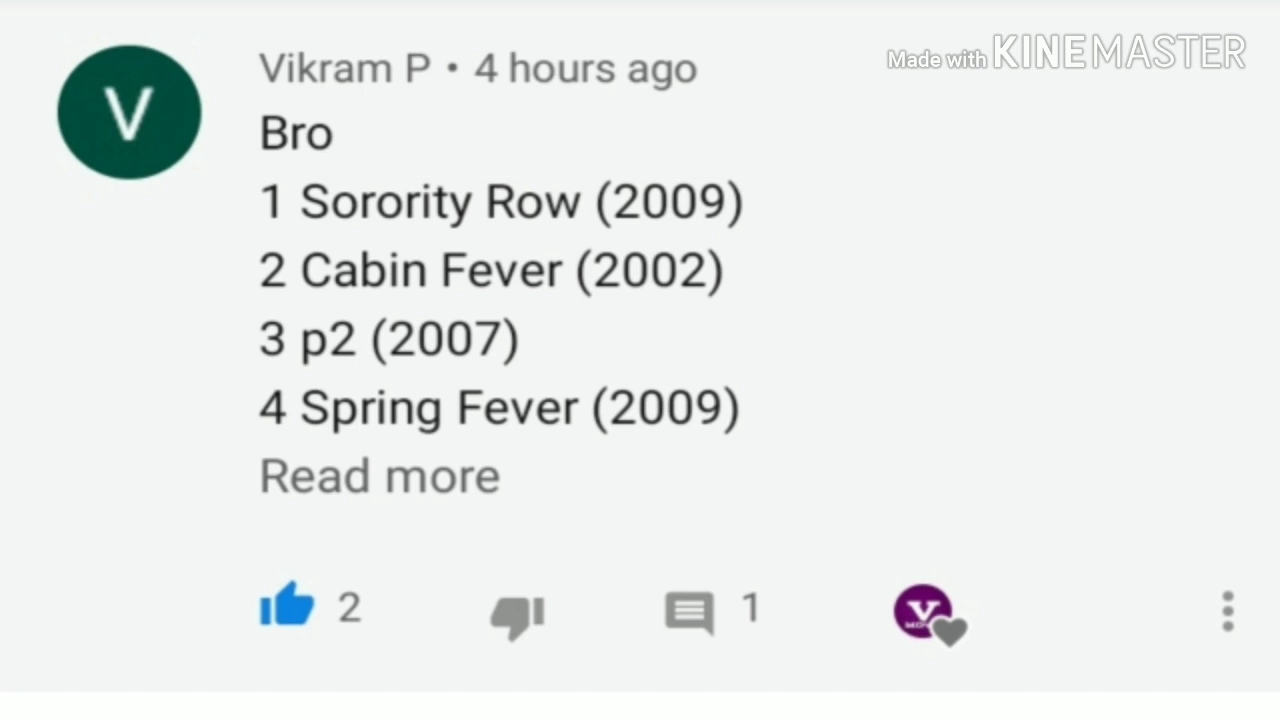 Made with KINEMASTER
V
Vikram P • 4 hours ago
Bro
1 Sorority Row (2009)
2 Cabin Fever (2002)
3 p2 (2007)
4 Spring Fever (2009)
Read more
2
1
V